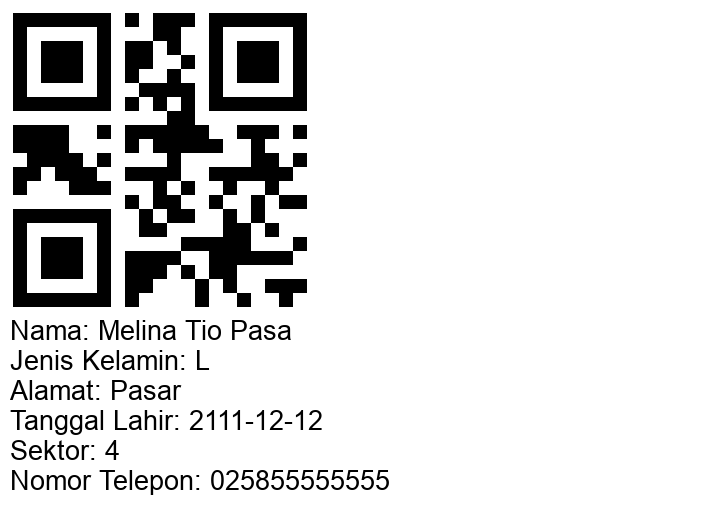 Nama: Melina Tio Pasa
Jenis Kelamin: L
Alamat: Pasar
Tanggal Lahir: 2111-12-12
Sektor: 4
Nomor Telepon: 025855555555